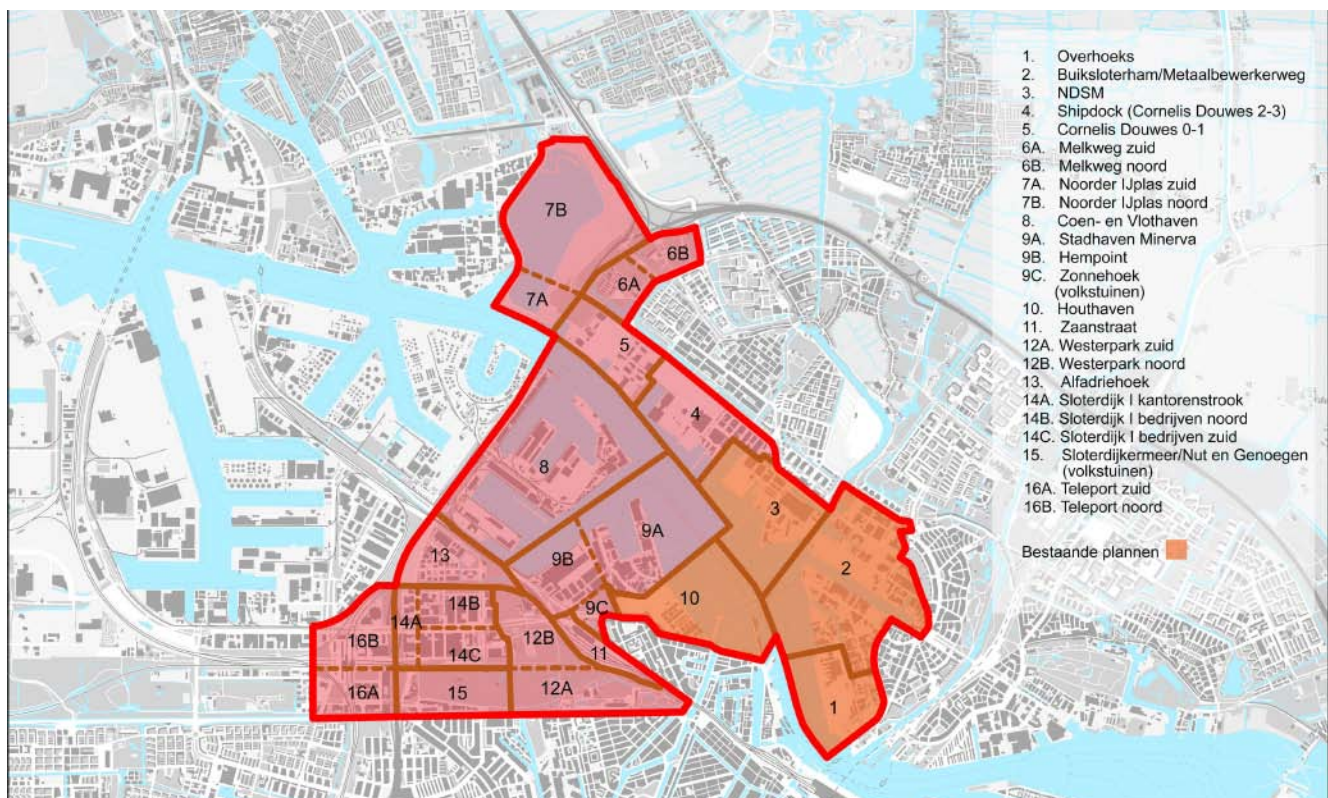 1. Overhoeks
2. Buiksloterham/Metaalbewerkerweg
3. NDSM
4. Shipdock (Cornelis Douwes 2-3)
5. Cornelis Douwes 0-1
6A. Melkweg zuid
6B. Melkweg noord
7A. Noorder IJplas zuid
7B. Noorder IJplas noord
8. Coen- en Vlothaven
9A. Stadhaven Minerva
9B. Hempoint
9C. Zonnehoek
(volkstuinen)
10. Houthaven
11. Zaanstraat
12A. Westerpark zuid
12B. Westerpark noord
13. Alfadriehoek
14A. Sloterdijk I kantorenstrook
14B. Sloterdijk I bedrijven noord
14C. Sloterdijk I bedrijven zuid
15. Sloterdijkermeer/Nut en Genoegen
(volkstuinen)
16A. Teleport zuid
16B. Teleport noord
Bestaande plannen
7B
6B
6A
7A
5
4
8
3
9A
13
9B
2
10
14A
14B
9C
16B
12B
14C
11
16A
15
12A
1